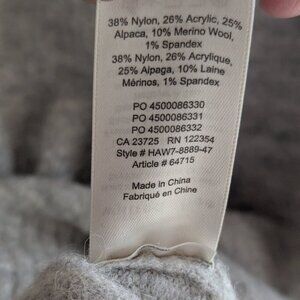 38% Nylon, 26% Acrylic, 25%
Alpaca, 10% Merino Wool,
1% Spandex
38% Nylon, 26% Acrylique,
25% Alpaga, 10% Laine
Mérinos, 1% Spandex
PO 4500086330
PO 4500086331
PO 4500086332
CA 23725 RN 122354
Style # HAW7-8889-47
Article # 64715
Made in China
Fabriqué en Chine